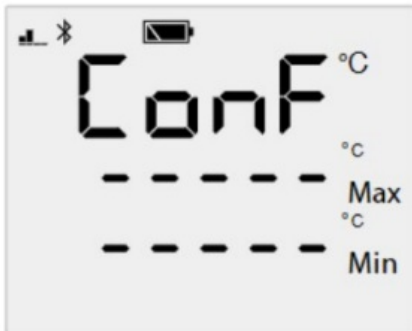 ConF °C
°c
- - - - - Max
°c
- - - - - Min